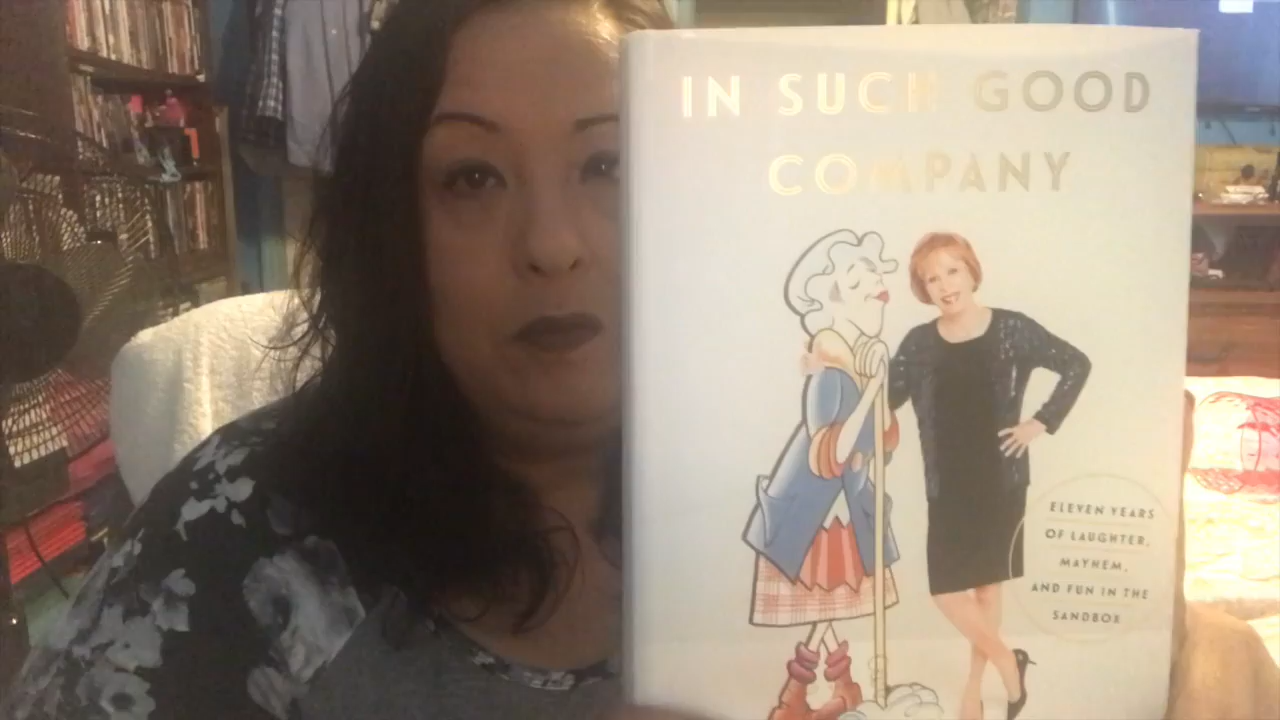 IN SUCH GOOD
COMPANY
ELEVEN YEARS
OF LAUGHTER,
MAYHEM,
AND FUN IN THE
SANDBOX